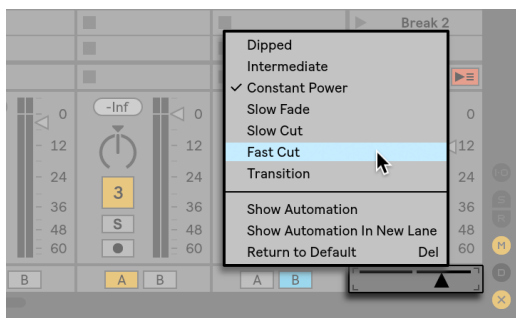 Break 2
Dipped
Intermediate
✓ Constant Power
Slow Fade
Slow Cut
Fast Cut
Transition
Show Automation
Show Automation In New Lane
Return to Default Del
0 -Inf 0 0
12 12 12
24 24 24
3
36 36 36
S
48 48 48
60 60 60
I-O
S
R
M
D
X
B A B A B